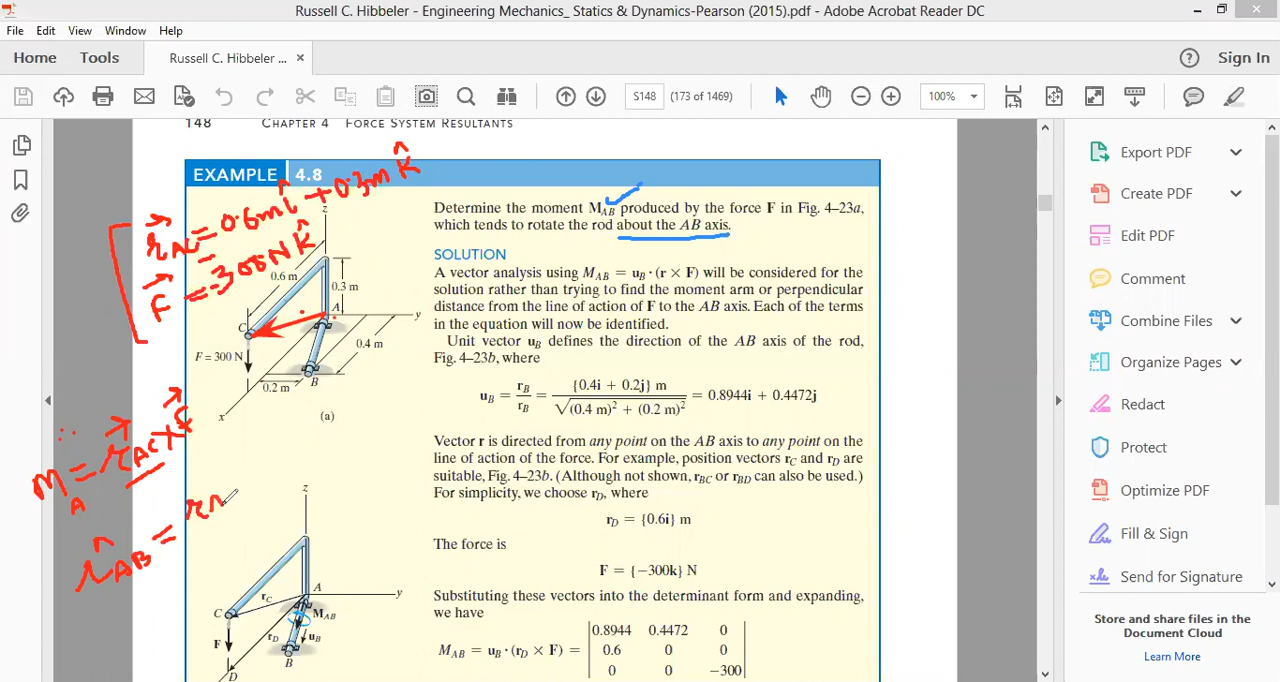 Russell C. Hibbeler - Engineering Mechanics_ Statics & Dynamics-Pearson (2015).pdf - Adobe Acrobat Reader DC
File Edit View Window Help
Home Tools Russell C. Hibbeler ... × Sign In
S148 (173 of 1469) 100%
148 CHAPTER 4 FORCE SYSTEM RESULTANTS
EXAMPLE 4.8
Determine the moment M_AB produced by the force F in Fig. 4–23a,
which tends to rotate the rod about the AB axis.
SOLUTION
A vector analysis using M_AB = u_B · (r × F) will be considered for the
solution rather than trying to find the moment arm or perpendicular
distance from the line of action of F to the AB axis. Each of the terms
in the equation will now be identified.
Unit vector u_B defines the direction of the AB axis of the rod,
Fig. 4–23b, where
u_B = r_B / r_B = {0.4i + 0.2j} m / √(0.4 m)² + (0.2 m)² = 0.8944i + 0.4472j
Vector r is directed from any point on the AB axis to any point on the
line of action of the force. For example, position vectors r_C and r_D are
suitable, Fig. 4–23b. (Although not shown, r_BC or r_BD can also be used.)
For simplicity, we choose r_D, where
r_D = {0.6i} m
The force is
F = {−300k} N
Substituting these vectors into the determinant form and expanding,
we have
M_AB = u_B · (r_D × F) =
0.8944 0.4472 0
0.6 0 0
0 0 −300
r⃗_AC = 0.6m î + 0.3m k̂
F⃗ = -300N k̂
z
0.6 m
0.3 m
A
y
C
0.4 m
F = 300 N
0.2 m
B
x
(a)
∴ M_A = r⃗_AC × F⃗
r̂_AB =
z
A
y
r_C
C
M_AB
F
r_D
u_B
B
D
Export PDF
Create PDF
Edit PDF
Comment
Combine Files
Organize Pages
Redact
Protect
Optimize PDF
Fill & Sign
Send for Signature
Store and share files in the
Document Cloud
Learn More